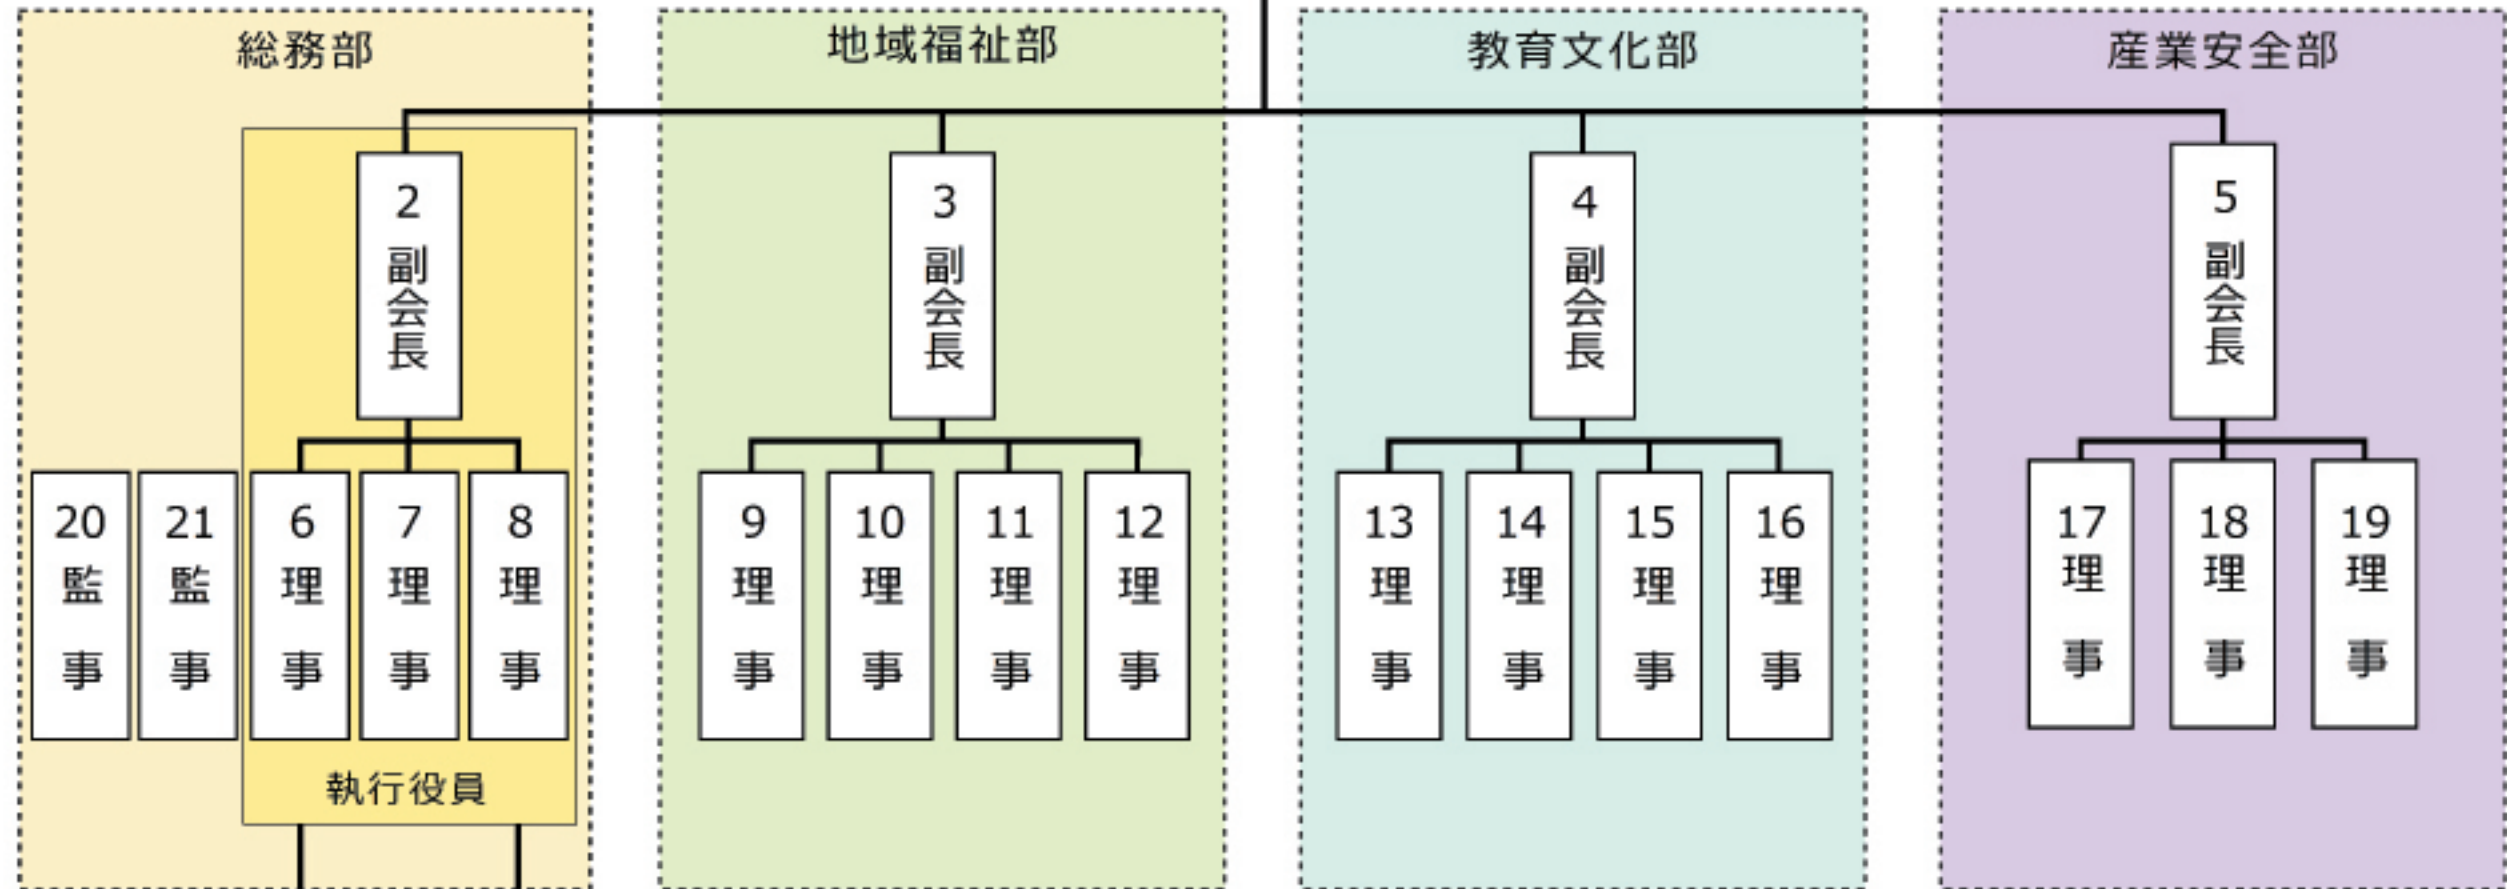 総務部
地域福祉部
教育文化部
産業安全部
2 副会長
3 副会長
4 副会長
5 副会長
20 監事
21 監事
6 理事
7 理事
8 理事
9 理事
10 理事
11 理事
12 理事
13 理事
14 理事
15 理事
16 理事
17 理事
18 理事
19 理事
執行役員